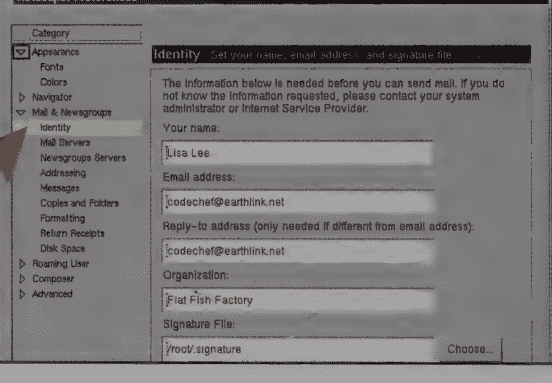 Category
Appearance
Fonts
Colors
Navigator
Mail & Newsgroups
Identity
Mail Servers
Newsgroups Servers
Addressing
Messages
Copies and Folders
Formatting
Return Receipts
Disk Space
Roaming User
Composer
Advanced
Identity Set your name, email address, and signature file
The information below is needed before you can send mail. If you do
not know the information requested, please contact your system
administrator or Internet Service Provider.
Your name:
Lisa Lee
Email address:
codechef@earthlink.net
Reply-to address (only needed if different from email address):
codechef@earthlink.net
Organization:
Flat Fish Factory
Signature File:
/root/.signature
Choose...